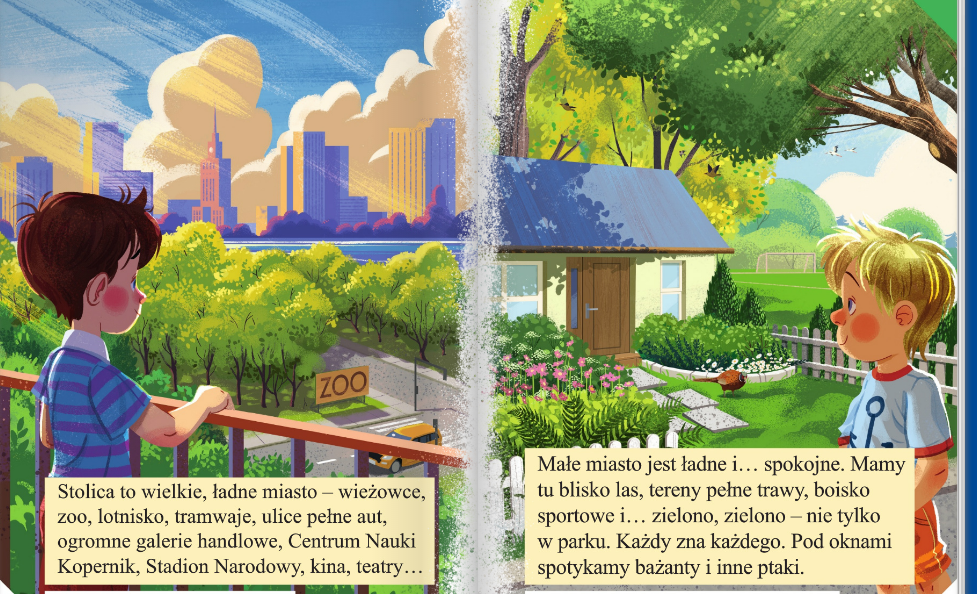 ZOO
Stolica to wielkie, ładne miasto – wieżowce,
zoo, lotnisko, tramwaje, ulice pełne aut,
ogromne galerie handlowe, Centrum Nauki
Kopernik, Stadion Narodowy, kina, teatry…
Małe miasto jest ładne i… spokojne. Mamy
tu blisko las, tereny pełne trawy, boisko
sportowe i… zielono, zielono – nie tylko
w parku. Każdy zna każdego. Pod oknami
spotykamy bażanty i inne ptaki.